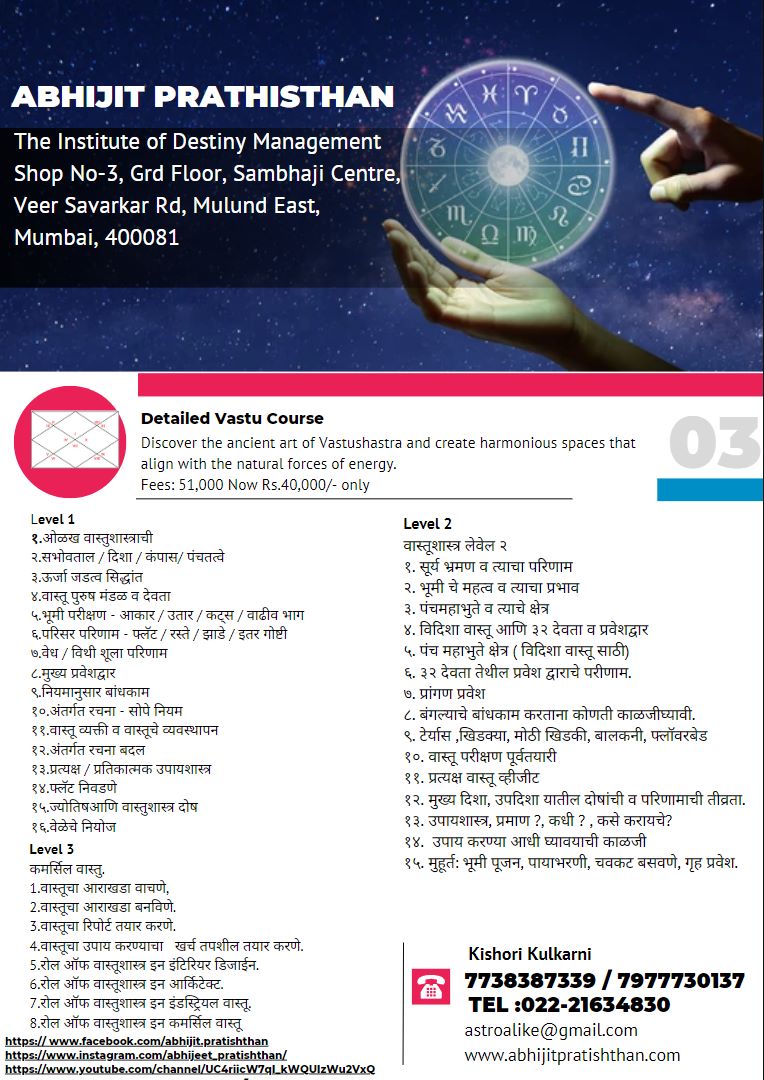 ABHIJIT PRATHISTHAN
The Institute of Destiny Management
Shop No-3, Grd Floor, Sambhaji Centre,
Veer Savarkar Rd, Mulund East,
Mumbai, 400081
Detailed Vastu Course
Discover the ancient art of Vastushastra and create harmonious spaces that
align with the natural forces of energy.
Fees: 51,000 Now Rs.40,000/- only
03
Level 1
१.ओळख वास्तुशास्त्राची
२.सभोवताल / दिशा / कंपास/ पंचतत्वे
३.ऊर्जा जडत्व सिद्धांत
४.वास्तू पुरुष मंडळ व देवता
५.भूमी परीक्षण - आकार / उतार / कट्स / वाढीव भाग
६.परिसर परिणाम - फ्लॅट / रस्ते / झाडे / इतर गोष्टी
७.वेध / विथी शूला परिणाम
८.मुख्य प्रवेशद्वार
९.नियमानुसार बांधकाम
१०.अंतर्गत रचना - सोपे नियम
११.वास्तू व्यक्ती व वास्तूचे व्यवस्थापन
१२.अंतर्गत रचना बदल
१३.प्रत्यक्ष / प्रतिकात्मक उपायशास्त्र
१४.फ्लॅट निवडणे
१५.ज्योतिषआणि वास्तुशास्त्र दोष
१६.वेळेचे नियोज
Level 2
वास्तूशास्त्र लेवेल २
१. सूर्य भ्रमण व त्याचा परिणाम
२. भूमी चे महत्व व त्याचा प्रभाव
३. पंचमहाभुते व त्याचे क्षेत्र
४. विदिशा वास्तू आणि ३२ देवता व प्रवेशद्वार
५. पंच महाभुते क्षेत्र ( विदिशा वास्तू साठी)
६. ३२ देवता तेथील प्रवेश द्वाराचे परीणाम.
७. प्रांगण प्रवेश
८. बंगल्याचे बांधकाम करताना कोणती काळजीघ्यावी.
९. टेर्यास ,खिडक्या, मोठी खिडकी, बालकनी, फ्लॉवरबेड
१०. वास्तू परीक्षण पूर्वतयारी
११. प्रत्यक्ष वास्तू व्हीजीट
१२. मुख्य दिशा, उपदिशा यातील दोषांची व परिणामाची तीव्रता.
१३. उपायशास्त्र, प्रमाण ?, कधी ? , कसे करायचे?
१४. उपाय करण्या आधी घ्यावयाची काळजी
१५. मुहूर्त: भूमी पूजन, पायाभरणी, चवकट बसवणे, गृह प्रवेश.
Level 3
कमर्सिल वास्तु.
1.वास्तूचा आराखडा वाचणे,
2.वास्तूचा आराखडा बनविणे.
3.वास्तूचा रिपोर्ट तयार करणे.
4.वास्तूचा उपाय करण्याचा खर्च तपशील तयार करणे.
5.रोल ऑफ वास्तूशास्त्र इन इंटिरियर डिजाईन.
6.रोल ऑफ वास्तूशास्त्र इन आर्किटेक्ट.
7.रोल ऑफ वास्तुशास्त्र इन इंडस्ट्रियल वास्तू.
8.रोल ऑफ वास्तूशास्त्र इन कमर्सिल वास्तू
https:// www.facebook.com/abhijit.pratishthan
https://www.instagram.com/abhijeet_pratishthan/
https://www.youtube.com/channel/UC4riicW7qI_kWQUIzWu2VxQ
Kishori Kulkarni
7738387339 / 7977730137
TEL :022-21634830
astroalike@gmail.com
www.abhijitpratishthan.com